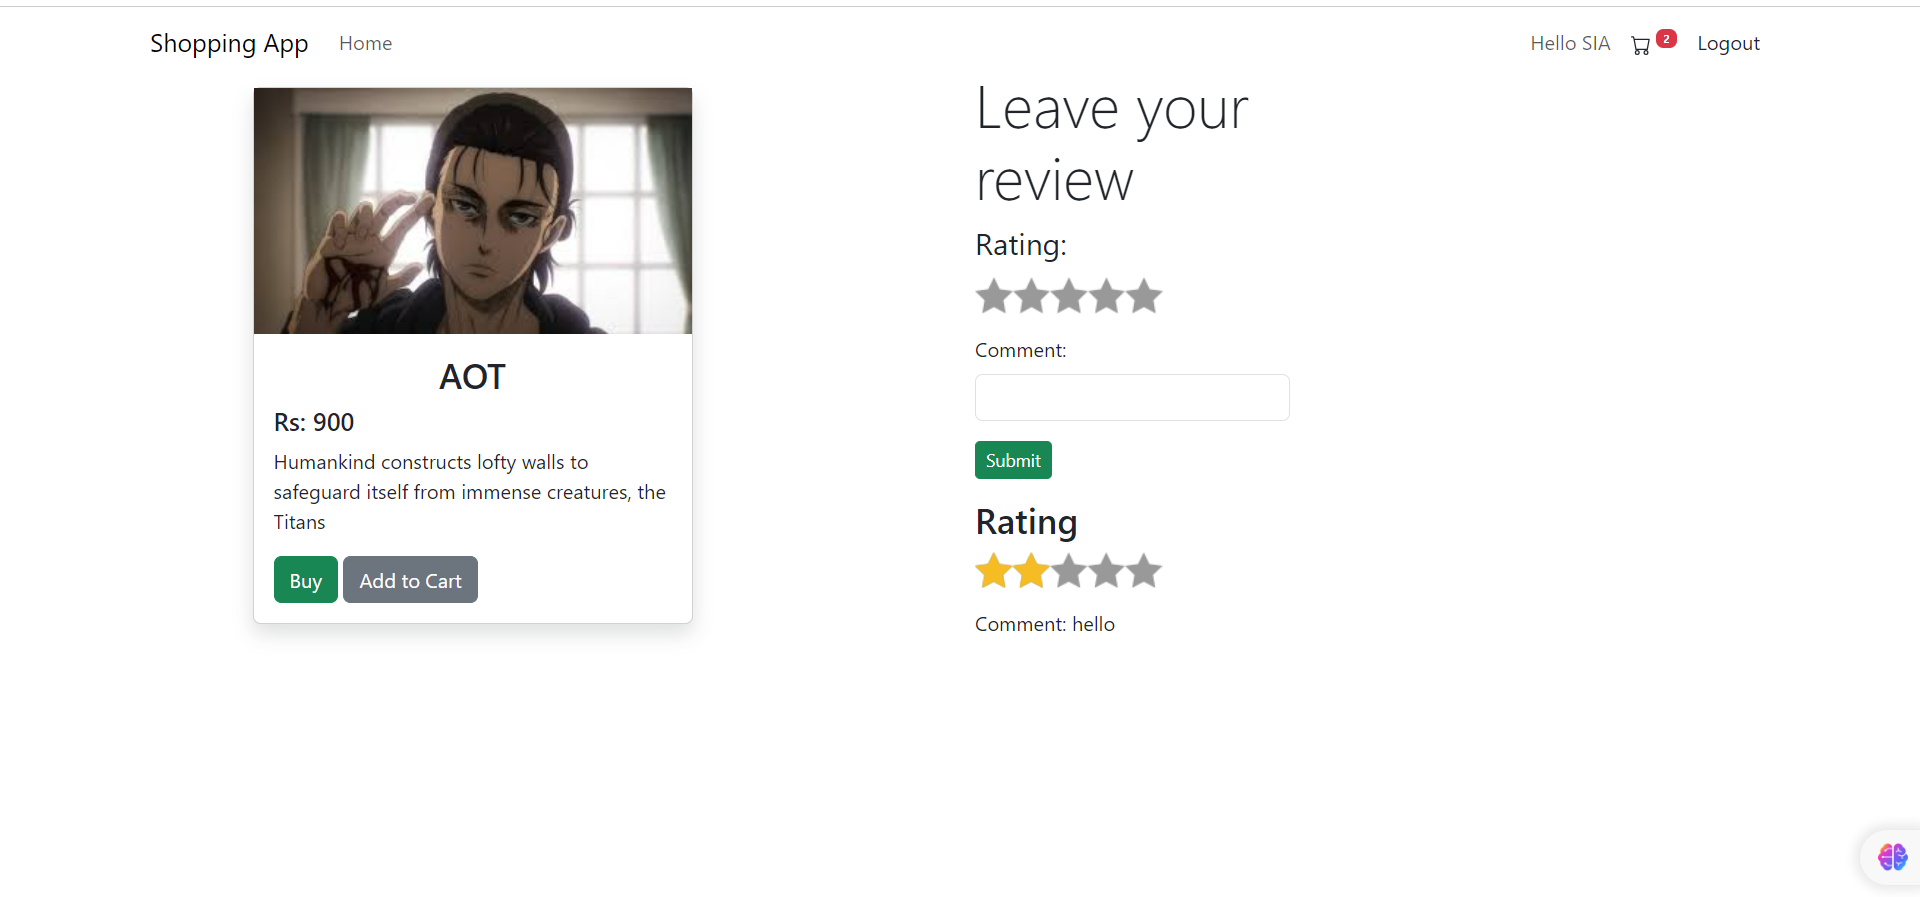 Shopping App Home Hello SIA 2 Logout
AOT
Rs: 900
Humankind constructs lofty walls to
safeguard itself from immense creatures, the
Titans
Buy Add to Cart
Leave your
review
Rating:
Comment:
Submit
Rating
Comment: hello